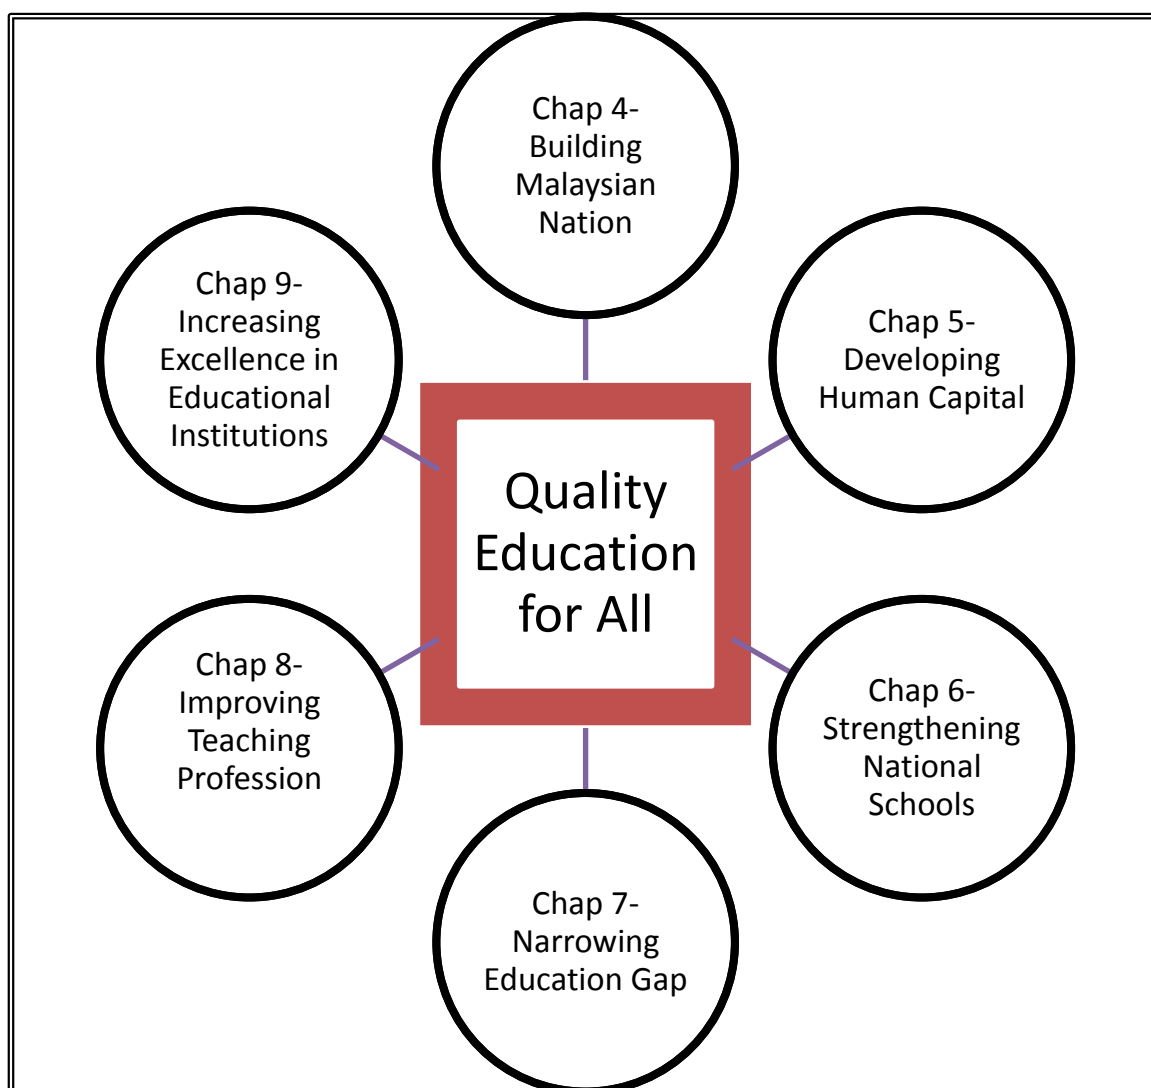 Chap 4-
Building
Malaysian
Nation
Chap 5-
Developing
Human Capital
Chap 6-
Strengthening
National
Schools
Chap 7-
Narrowing
Education Gap
Chap 8-
Improving
Teaching
Profession
Chap 9-
Increasing
Excellence in
Educational
Institutions
Quality
Education
for All